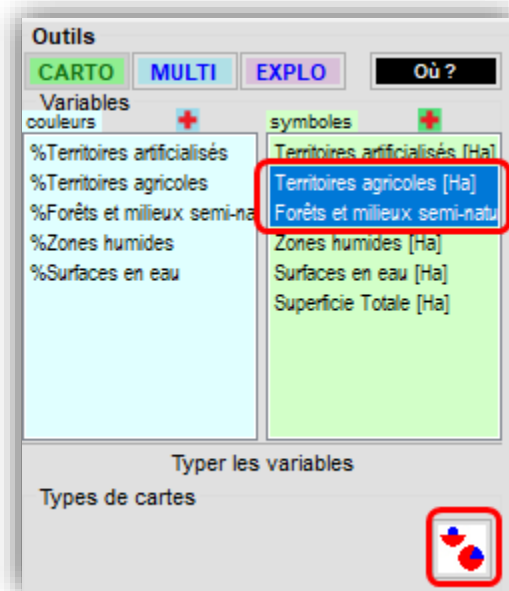 Outils
CARTO MULTI EXPLO Où ?
Variables
couleurs symboles
%Territoires artificialisés
%Territoires agricoles
%Forêts et milieux semi-na
%Zones humides
%Surfaces en eau
Territoires artificialisés [Ha]
Territoires agricoles [Ha]
Forêts et milieux semi-natu
Zones humides [Ha]
Surfaces en eau [Ha]
Superficie Totale [Ha]
Typer les variables
Types de cartes